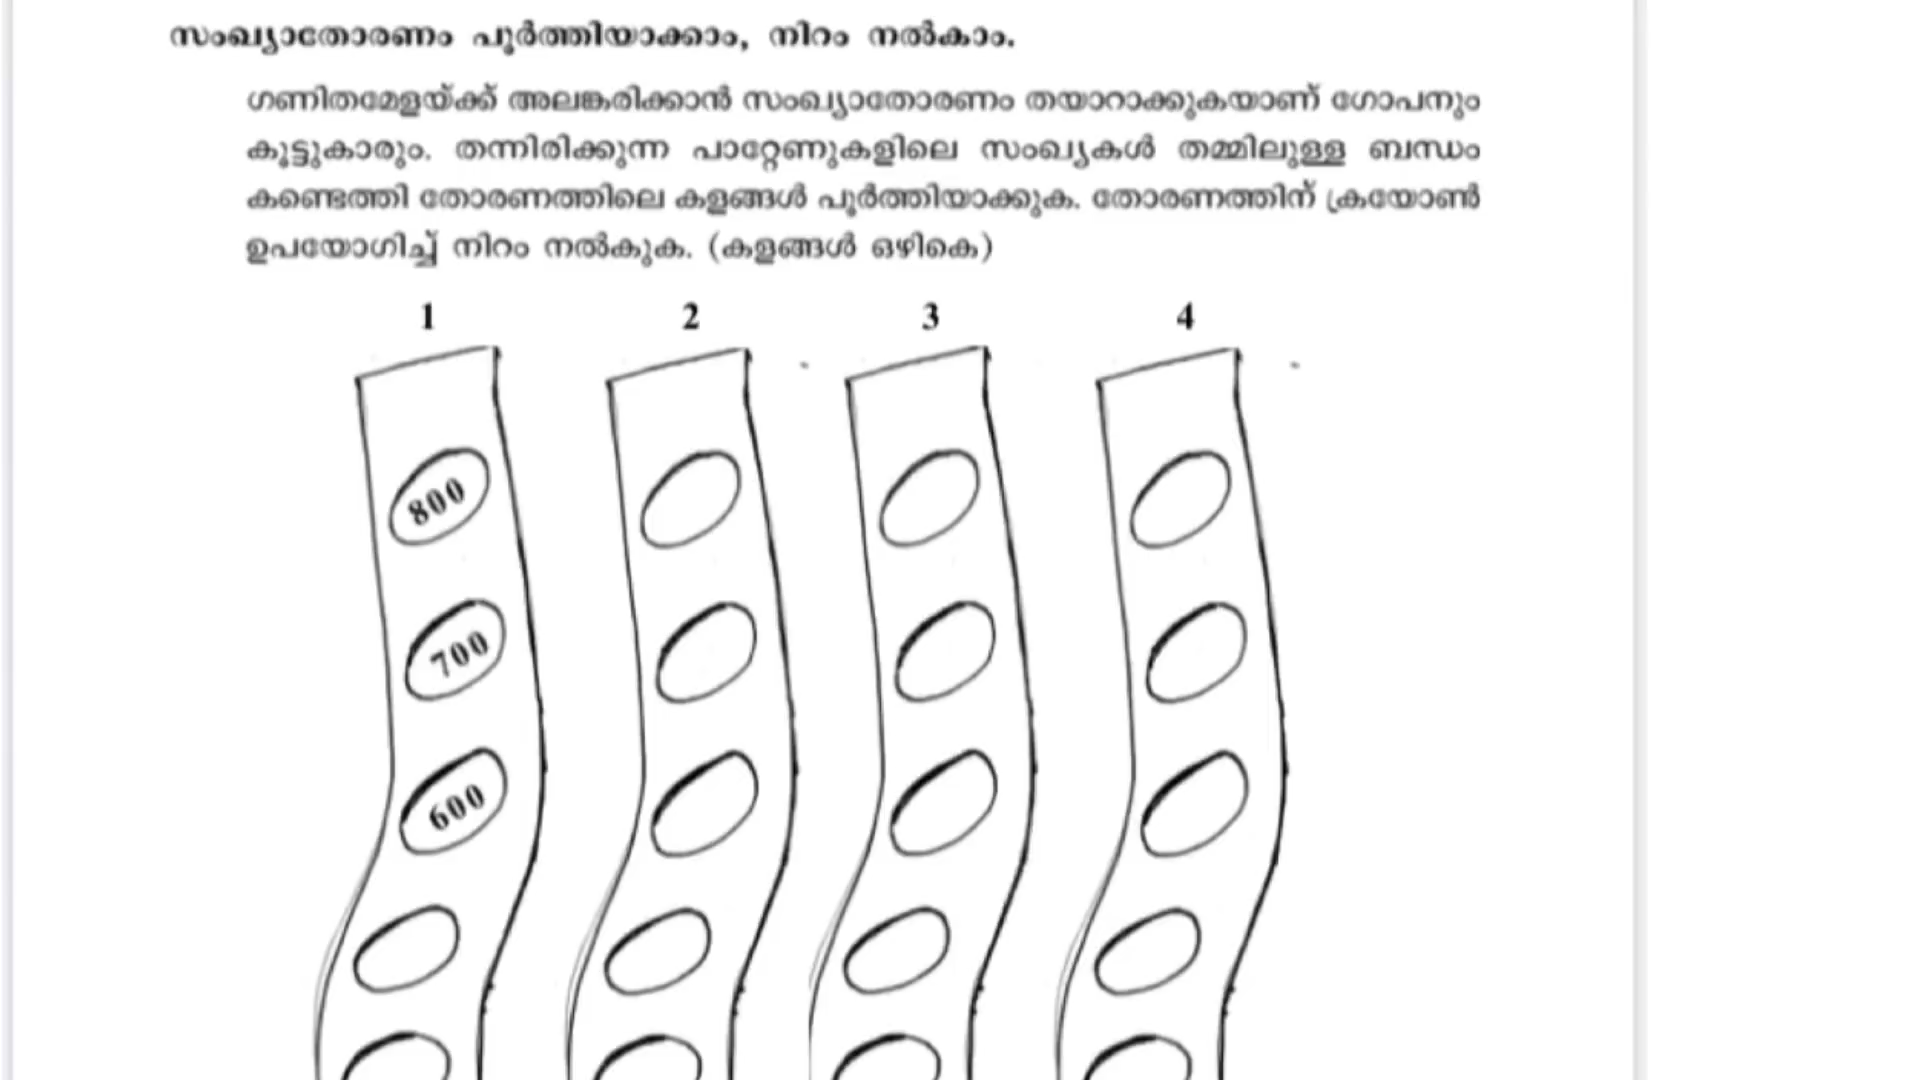 സംഖ്യാതോരണം പൂർത്തിയാക്കാം, നിറം നൽകാം.
ഗണിതമേളയ്ക്ക് അലങ്കരിക്കാൻ സംഖ്യാതോരണം തയാറാക്കുകയാണ് ഗോപനും
കൂട്ടുകാരും. തന്നിരിക്കുന്ന പാറ്റേണുകളിലെ സംഖ്യകൾ തമ്മിലുള്ള ബന്ധം
കണ്ടെത്തി തോരണത്തിലെ കളങ്ങൾ പൂർത്തിയാക്കുക. തോരണത്തിന് ക്രയോൺ
ഉപയോഗിച്ച് നിറം നൽകുക. (കളങ്ങൾ ഒഴികെ)
1 2 3 4
800
700
600